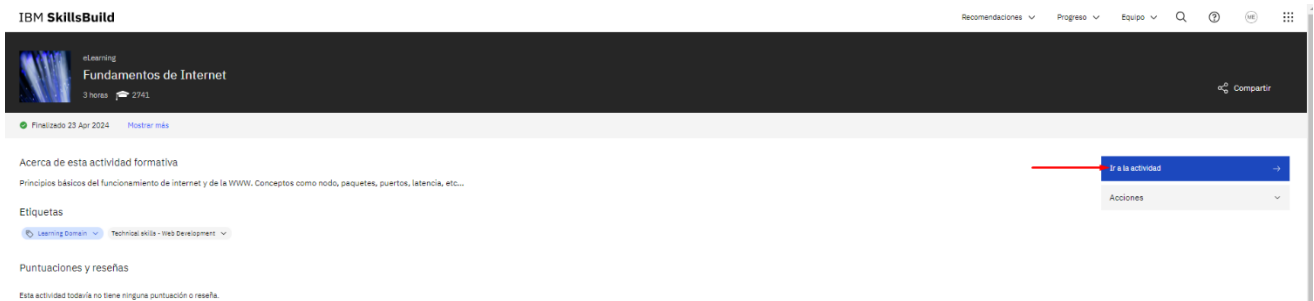 IBM SkillsBuild
Recomendaciones Progreso Equipo ME
eLearning
Fundamentos de Internet
3 horas 2741
Compartir
Finalizado 23 Apr 2024 Mostrar más
Acerca de esta actividad formativa
Ir a la actividad
Principios básicos del funcionamiento de internet y de la WWW. Conceptos como nodo, paquetes, puertos, latencia, etc...
Acciones
Etiquetas
Learning Domain Technical skills - Web Development
Puntuaciones y reseñas
Esta actividad todavía no tiene ninguna puntuación o reseña.